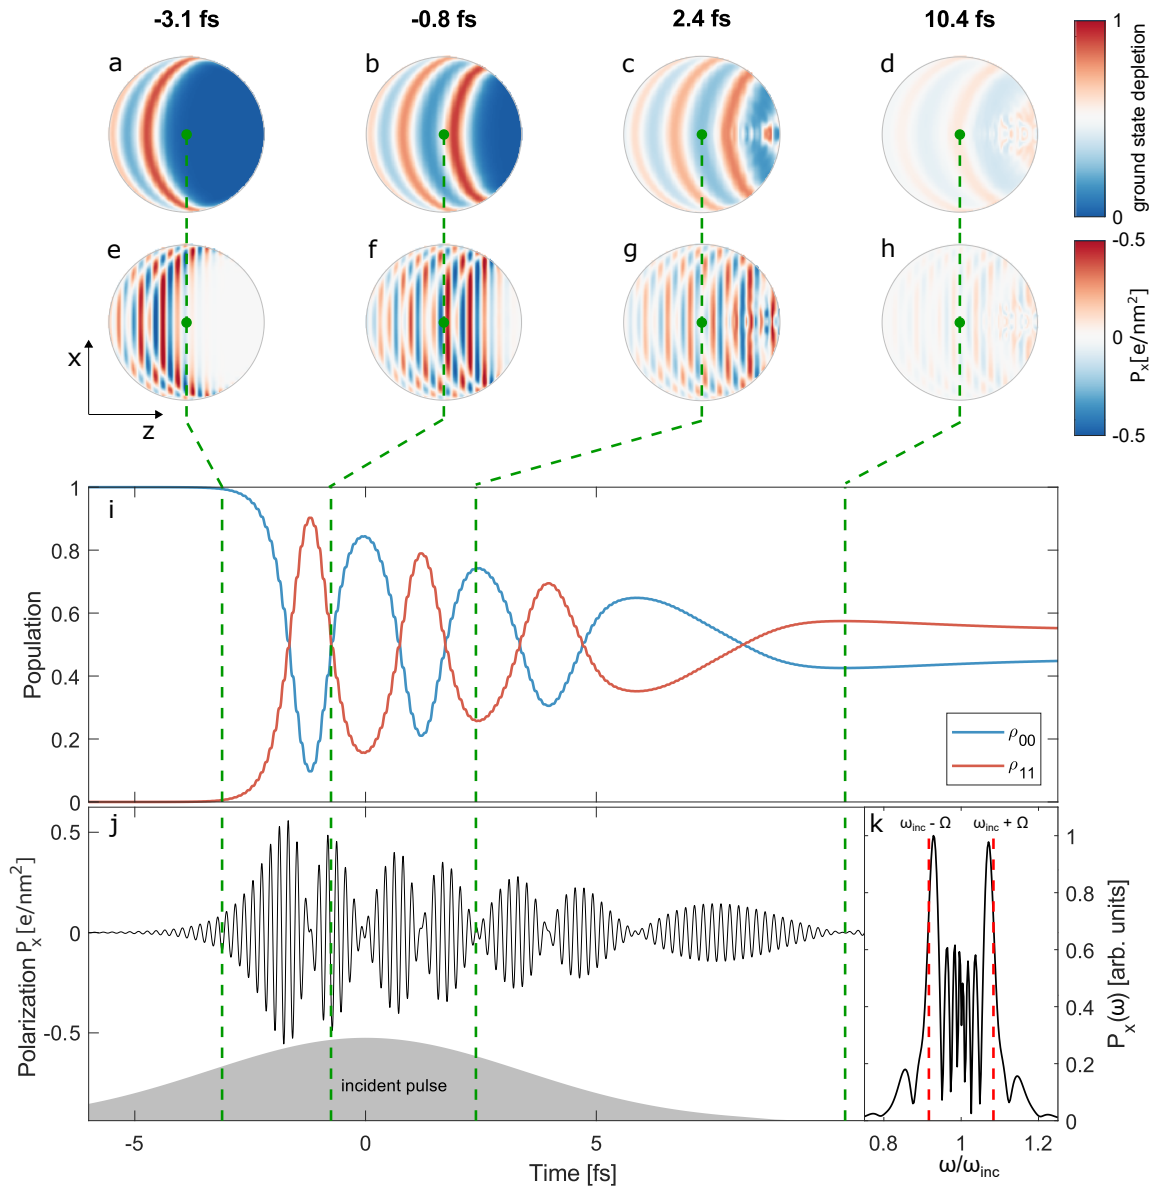 -3.1 fs
-0.8 fs
2.4 fs
10.4 fs
a
b
c
d
1
0
ground state depletion
e
f
g
h
-0.5
0
-0.5
Pₓ[e/nm²]
x
z
i
1
0.8
0.6
0.4
0.2
0
Population
ρ₀₀
ρ₁₁
j
0.5
0
-0.5
Polarization Pₓ[e/nm²]
incident pulse
-5
0
5
Time [fs]
k
ω_inc - Ω
ω_inc + Ω
1
0.8
0.6
0.4
0.2
0
Pₓ(ω) [arb. units]
0.8
1
1.2
ω/ω_inc